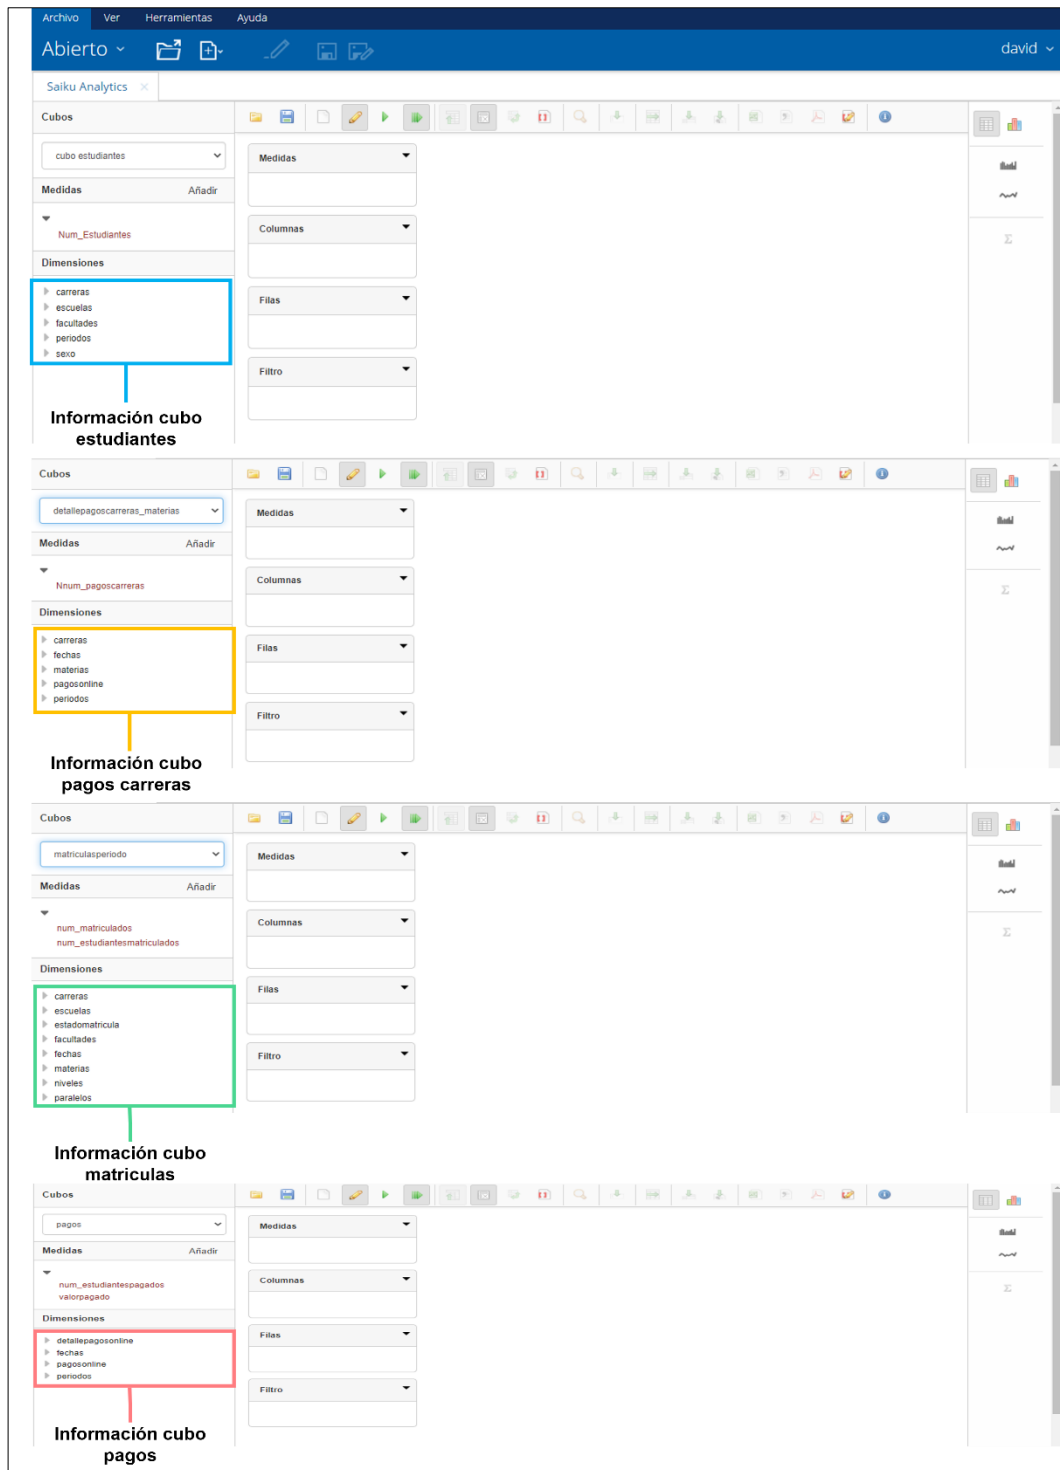 Archivo Ver Herramientas Ayuda
Abierto david
Saiku Analytics ×
Cubos
cubo estudiantes
Medidas Añadir
Num_Estudiantes
Dimensiones
carreras
escuelas
facultades
periodos
sexo
Medidas
Columnas
Filas
Filtro
Σ
Información cubo
estudiantes
Cubos
detallepagoscarreras_materias
Medidas Añadir
Nnum_pagoscarreras
Dimensiones
carreras
fechas
materias
pagosonline
periodos
Medidas
Columnas
Filas
Filtro
Σ
Información cubo
pagos carreras
Cubos
matriculasperiodo
Medidas Añadir
num_matriculados
num_estudiantesmatriculados
Dimensiones
carreras
escuelas
estadomatricula
facultades
fechas
materias
niveles
paralelos
Medidas
Columnas
Filas
Filtro
Σ
Información cubo
matriculas
Cubos
pagos
Medidas Añadir
num_estudiantespagados
valorpagado
Dimensiones
detallepagosonline
fechas
pagosonline
periodos
Medidas
Columnas
Filas
Filtro
Σ
Información cubo
pagos